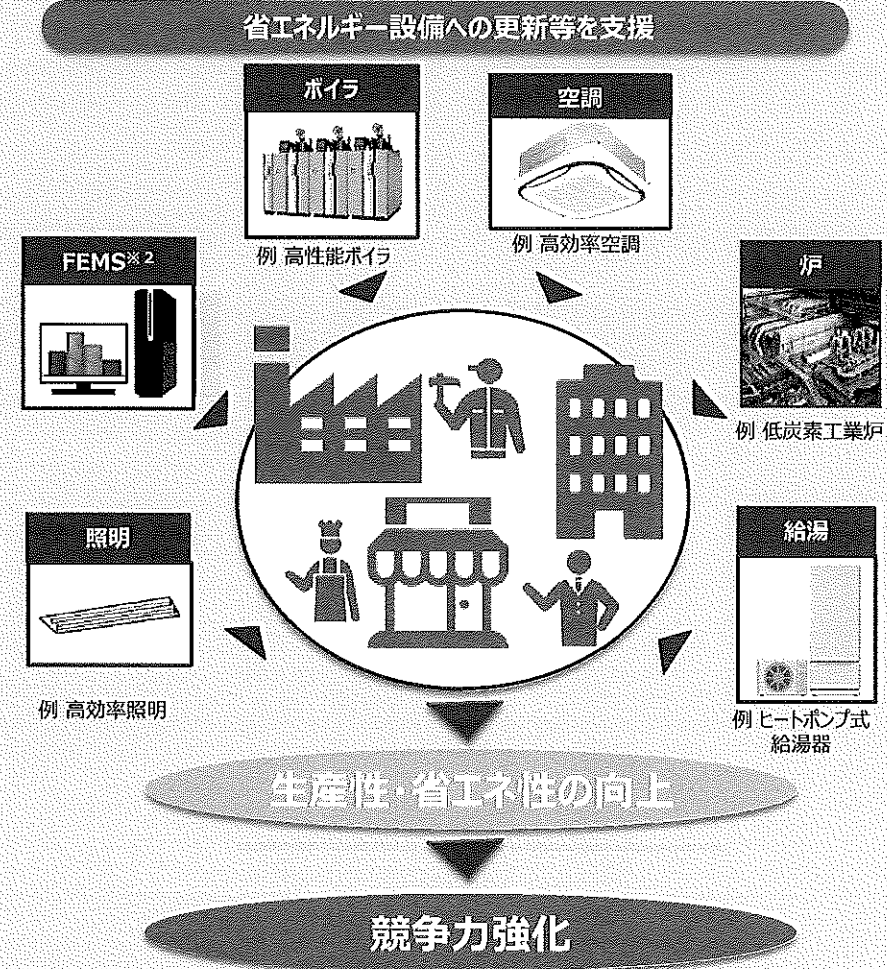 省エネルギー設備への更新等を支援
ボイラ
空調
例 高性能ボイラ
例 高効率空調
FEMS※2
炉
例 低炭素工業炉
照明
給湯
例 高効率照明
例 ヒートポンプ式
給湯器
生産性・省エネ性の向上
競争力強化